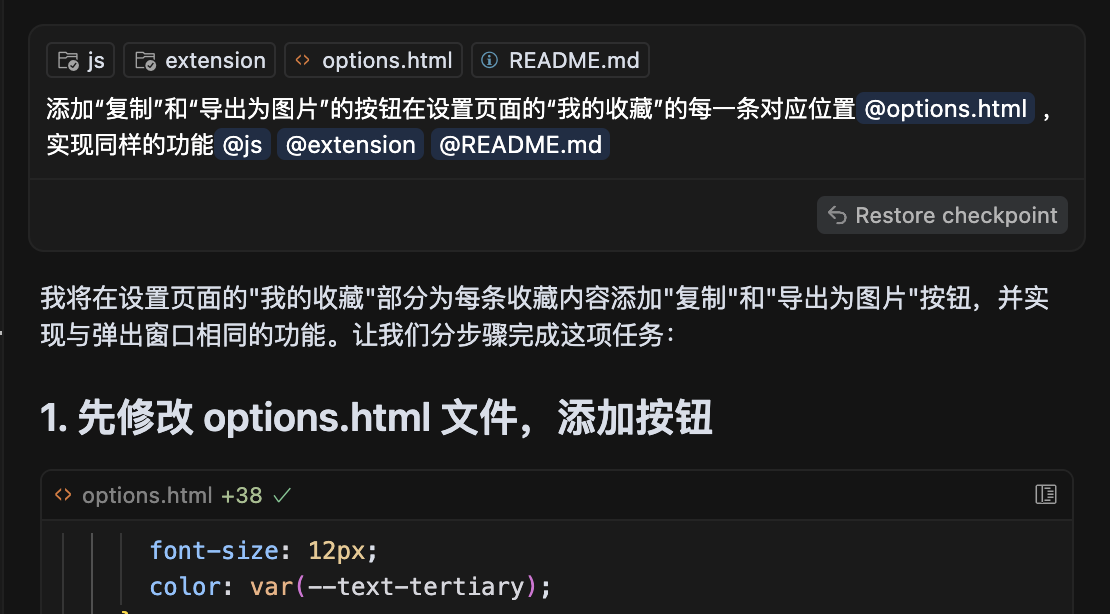 js extension options.html README.md
添加“复制”和“导出为图片”的按钮在设置页面的“我的收藏”的每一条对应位置 @options.html ，
实现同样的功能 @js @extension @README.md
Restore checkpoint
我将在设置页面的"我的收藏"部分为每条收藏内容添加"复制"和"导出为图片"按钮，并实
现与弹出窗口相同的功能。让我们分步骤完成这项任务：
1. 先修改 options.html 文件，添加按钮
options.html +38
font-size: 12px;
color: var(--text-tertiary);